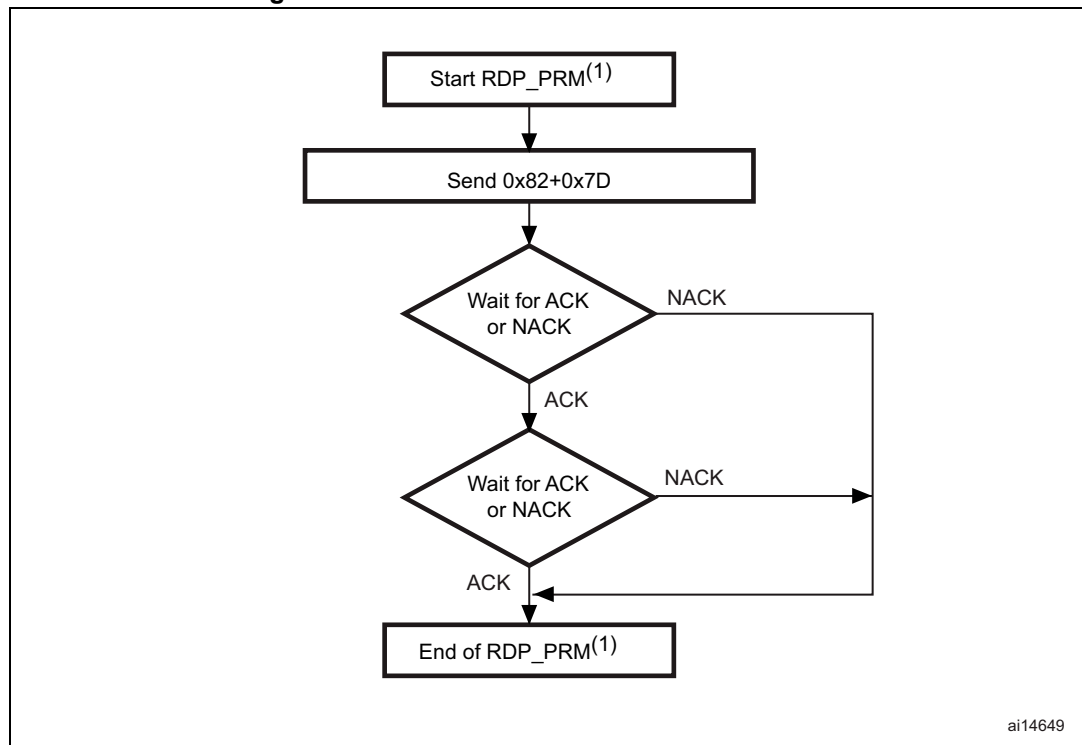 Start RDP_PRM(1)
Send 0x82+0x7D
Wait for ACK
or NACK
NACK
ACK
Wait for ACK
or NACK
NACK
ACK
End of RDP_PRM(1)
ai14649